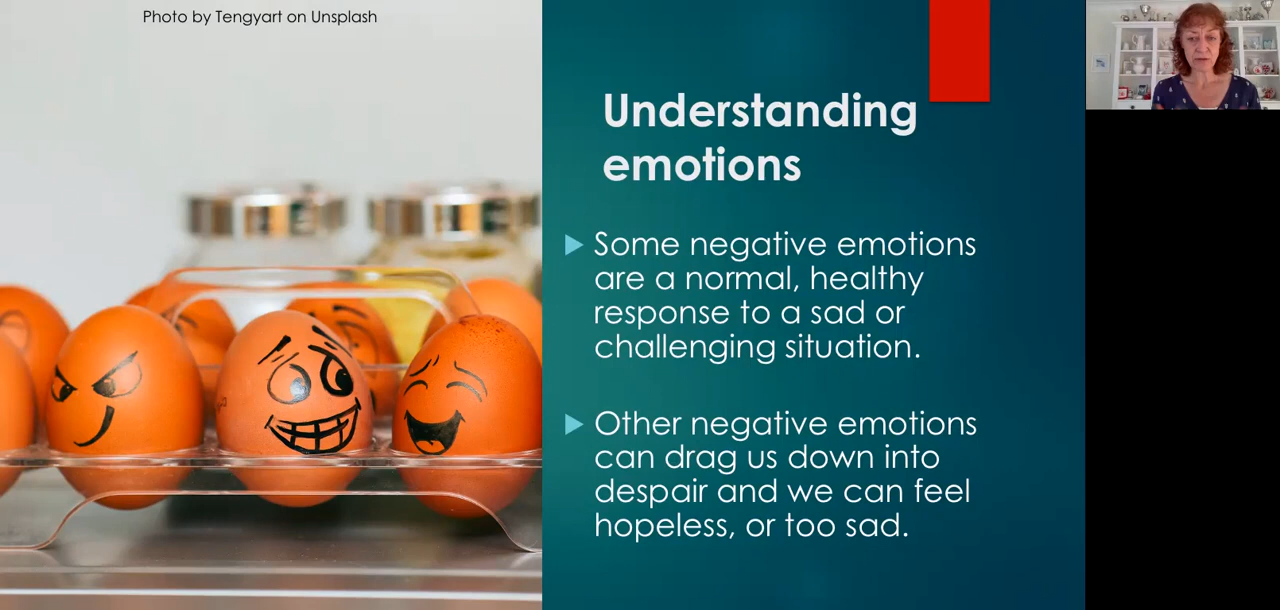 Photo by Tengyart on Unsplash
Understanding
emotions
Some negative emotions
are a normal, healthy
response to a sad or
challenging situation.
Other negative emotions
can drag us down into
despair and we can feel
hopeless, or too sad.